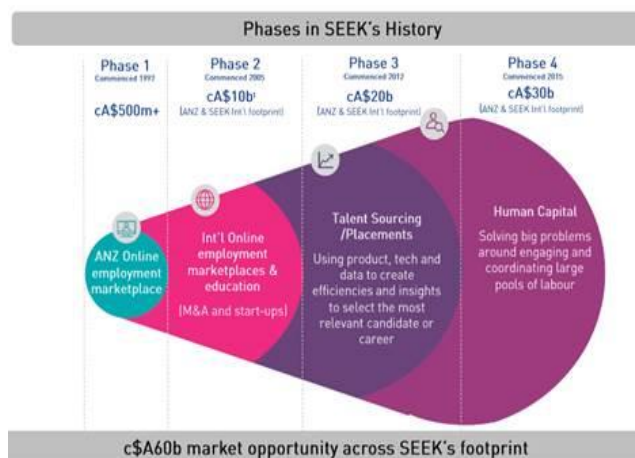 Phases in SEEK's History
Phase 1
Commenced 1997
cA$500m+
Phase 2
Commenced 2005
cA$10b¹
(ANZ & SEEK Int'l footprint)
Phase 3
Commenced 2012
cA$20b
(ANZ & SEEK Int'l footprint)
Phase 4
Commenced 2015
cA$30b
(ANZ & SEEK Int'l footprint)
ANZ Online
employment
marketplace
Int'l Online
employment
marketplaces &
education
(M&A and start-ups)
Talent Sourcing
/Placements
Using product, tech and
data to create
efficiencies and insights
to select the most
relevant candidate or
career
Human Capital
Solving big problems
around engaging and
coordinating large
pools of labour
c$A60b market opportunity across SEEK's footprint